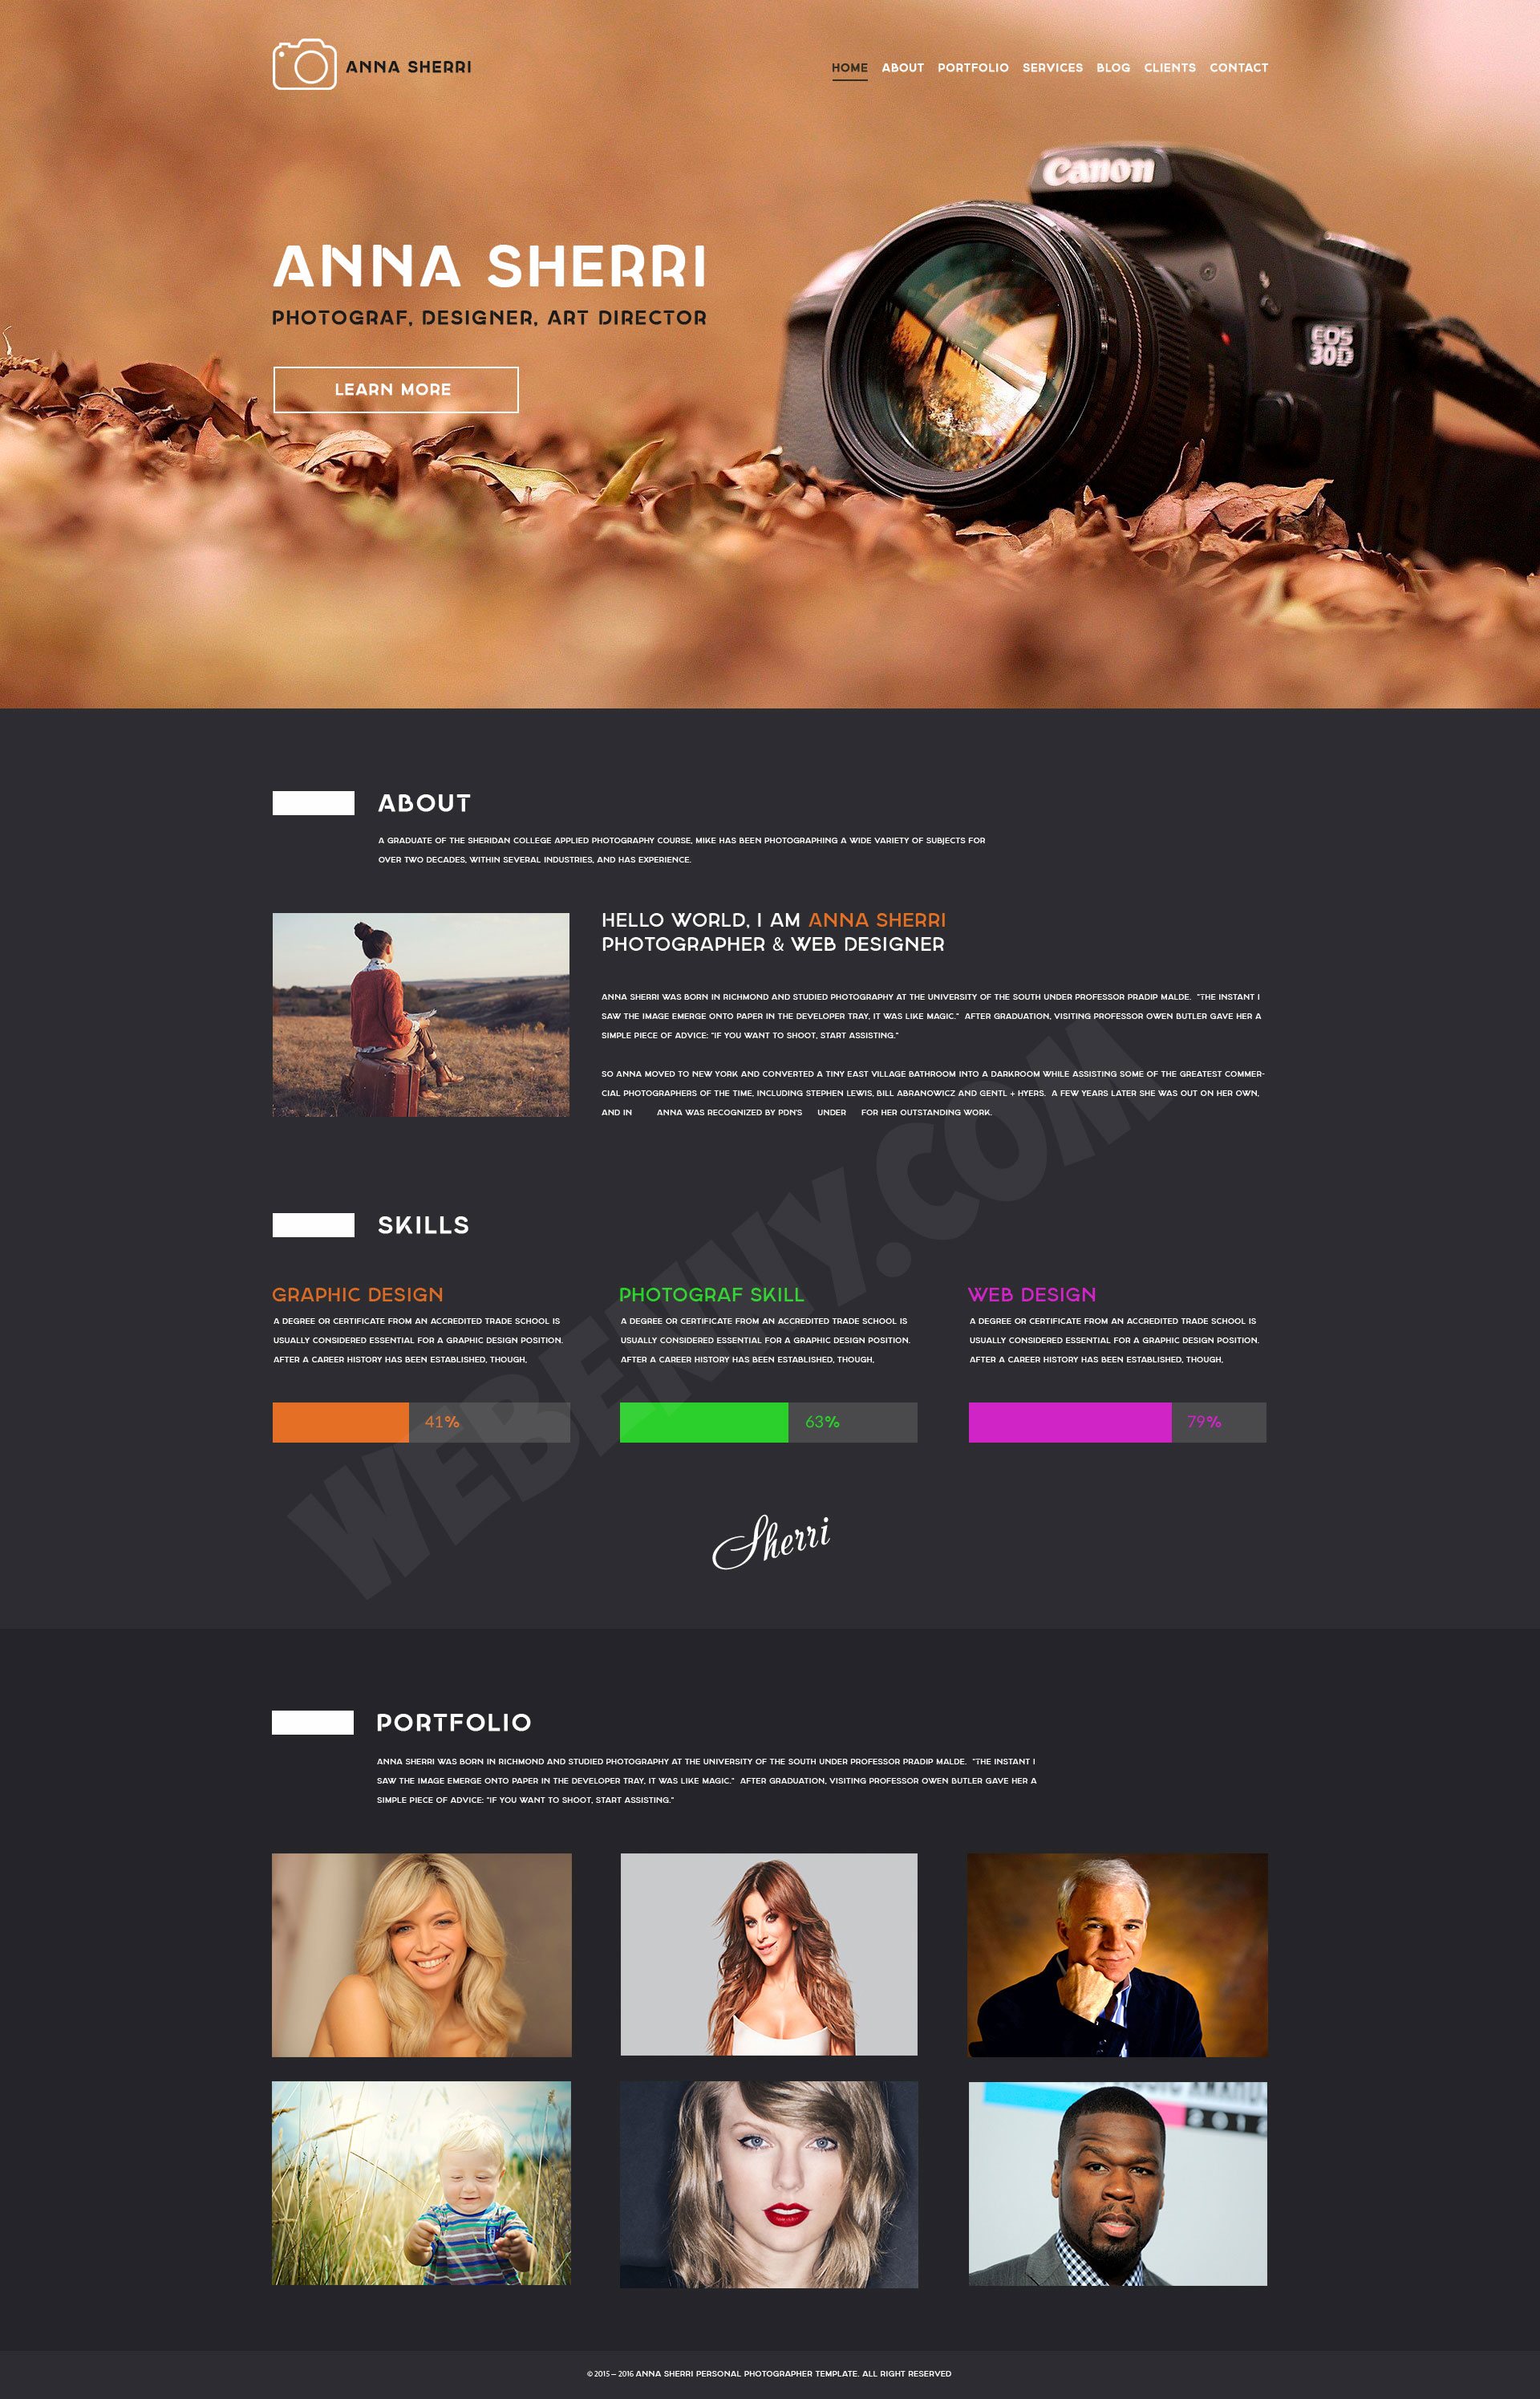 ANNA SHERRI
HOME ABOUT PORTFOLIO SERVICES BLOG CLIENTS CONTACT
Canon
ANNA SHERRI
PHOTOGRAF, DESIGNER, ART DIRECTOR
EOS
30D
LEARN MORE
Canon
ABOUT
A GRADUATE OF THE SHERIDAN COLLEGE APPLIED PHOTOGRAPHY COURSE, MIKE HAS BEEN PHOTOGRAPHING A WIDE VARIETY OF SUBJECTS FOR
OVER TWO DECADES, WITHIN SEVERAL INDUSTRIES, AND HAS EXPERIENCE.
HELLO WORLD, I AM ANNA SHERRI
PHOTOGRAPHER & WEB DESIGNER
ANNA SHERRI WAS BORN IN RICHMOND AND STUDIED PHOTOGRAPHY AT THE UNIVERSITY OF THE SOUTH UNDER PROFESSOR PRADIP MALDE. "THE INSTANT I
SAW THE IMAGE EMERGE ONTO PAPER IN THE DEVELOPER TRAY, IT WAS LIKE MAGIC." AFTER GRADUATION, VISITING PROFESSOR OWEN BUTLER GAVE HER A
SIMPLE PIECE OF ADVICE: "IF YOU WANT TO SHOOT, START ASSISTING."
SO ANNA MOVED TO NEW YORK AND CONVERTED A TINY EAST VILLAGE BATHROOM INTO A DARKROOM WHILE ASSISTING SOME OF THE GREATEST COMMER-
CIAL PHOTOGRAPHERS OF THE TIME, INCLUDING STEPHEN LEWIS, BILL ABRANOWICZ AND GENTL + HYERS. A FEW YEARS LATER SHE WAS OUT ON HER OWN,
AND IN ANNA WAS RECOGNIZED BY PDN'S UNDER FOR HER OUTSTANDING WORK.
WEBENNY.COM
SKILLS
GRAPHIC DESIGN
A DEGREE OR CERTIFICATE FROM AN ACCREDITED TRADE SCHOOL IS
USUALLY CONSIDERED ESSENTIAL FOR A GRAPHIC DESIGN POSITION.
AFTER A CAREER HISTORY HAS BEEN ESTABLISHED, THOUGH,
41%
PHOTOGRAF SKILL
A DEGREE OR CERTIFICATE FROM AN ACCREDITED TRADE SCHOOL IS
USUALLY CONSIDERED ESSENTIAL FOR A GRAPHIC DESIGN POSITION.
AFTER A CAREER HISTORY HAS BEEN ESTABLISHED, THOUGH,
63%
WEB DESIGN
A DEGREE OR CERTIFICATE FROM AN ACCREDITED TRADE SCHOOL IS
USUALLY CONSIDERED ESSENTIAL FOR A GRAPHIC DESIGN POSITION.
AFTER A CAREER HISTORY HAS BEEN ESTABLISHED, THOUGH,
79%
Sherri
PORTFOLIO
ANNA SHERRI WAS BORN IN RICHMOND AND STUDIED PHOTOGRAPHY AT THE UNIVERSITY OF THE SOUTH UNDER PROFESSOR PRADIP MALDE. "THE INSTANT I
SAW THE IMAGE EMERGE ONTO PAPER IN THE DEVELOPER TRAY, IT WAS LIKE MAGIC." AFTER GRADUATION, VISITING PROFESSOR OWEN BUTLER GAVE HER A
SIMPLE PIECE OF ADVICE: "IF YOU WANT TO SHOOT, START ASSISTING."
© 2015 – 2016 ANNA SHERRI PERSONAL PHOTOGRAPHER TEMPLATE. ALL RIGHT RESERVED